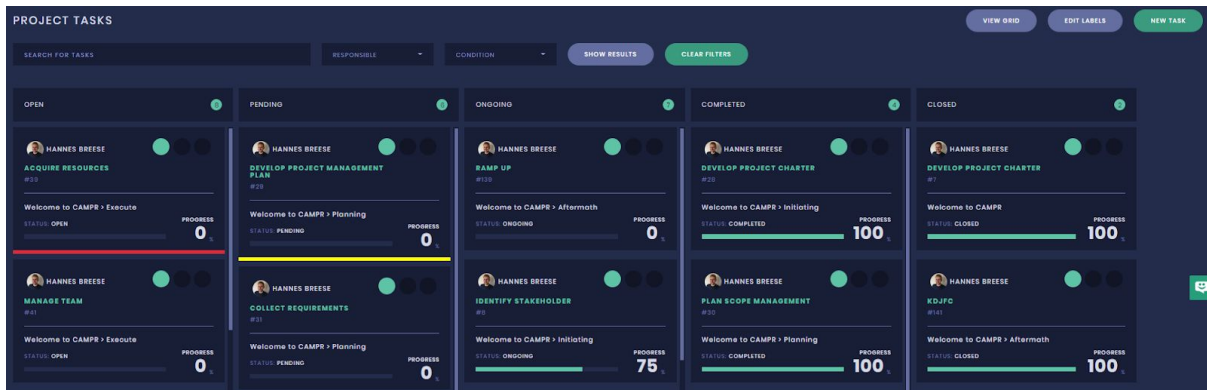 PROJECT TASKS
VIEW GRID
EDIT LABELS
NEW TASK
SEARCH FOR TASKS
RESPONSIBLE
CONDITION
SHOW RESULTS
CLEAR FILTERS
OPEN
PENDING
ONGOING
7
COMPLETED
4
CLOSED
HANNES BREESE
ACQUIRE RESOURCES
Welcome to CAMPR > Execute
STATUS: OPEN
PROGRESS
0 %
HANNES BREESE
MANAGE TEAM
#41
Welcome to CAMPR > Execute
STATUS: OPEN
PROGRESS
0 %
HANNES BREESE
DEVELOP PROJECT MANAGEMENT
PLAN
Welcome to CAMPR > Planning
STATUS: PENDING
PROGRESS
0 %
HANNES BREESE
COLLECT REQUIREMENTS
#31
Welcome to CAMPR > Planning
STATUS: PENDING
PROGRESS
0 %
HANNES BREESE
RAMP UP
#139
Welcome to CAMPR > Aftermath
STATUS: ONGOING
PROGRESS
0 %
HANNES BREESE
IDENTIFY STAKEHOLDER
Welcome to CAMPR > Initiating
STATUS: ONGOING
PROGRESS
75 %
HANNES BREESE
DEVELOP PROJECT CHARTER
Welcome to CAMPR > Initiating
STATUS: COMPLETED
PROGRESS
100 %
HANNES BREESE
PLAN SCOPE MANAGEMENT
#30
Welcome to CAMPR > Planning
STATUS: COMPLETED
PROGRESS
100 %
HANNES BREESE
DEVELOP PROJECT CHARTER
#7
Welcome to CAMPR
STATUS: CLOSED
PROGRESS
100 %
HANNES BREESE
KDJFC
#141
Welcome to CAMPR > Aftermath
STATUS: CLOSED
PROGRESS
100 %